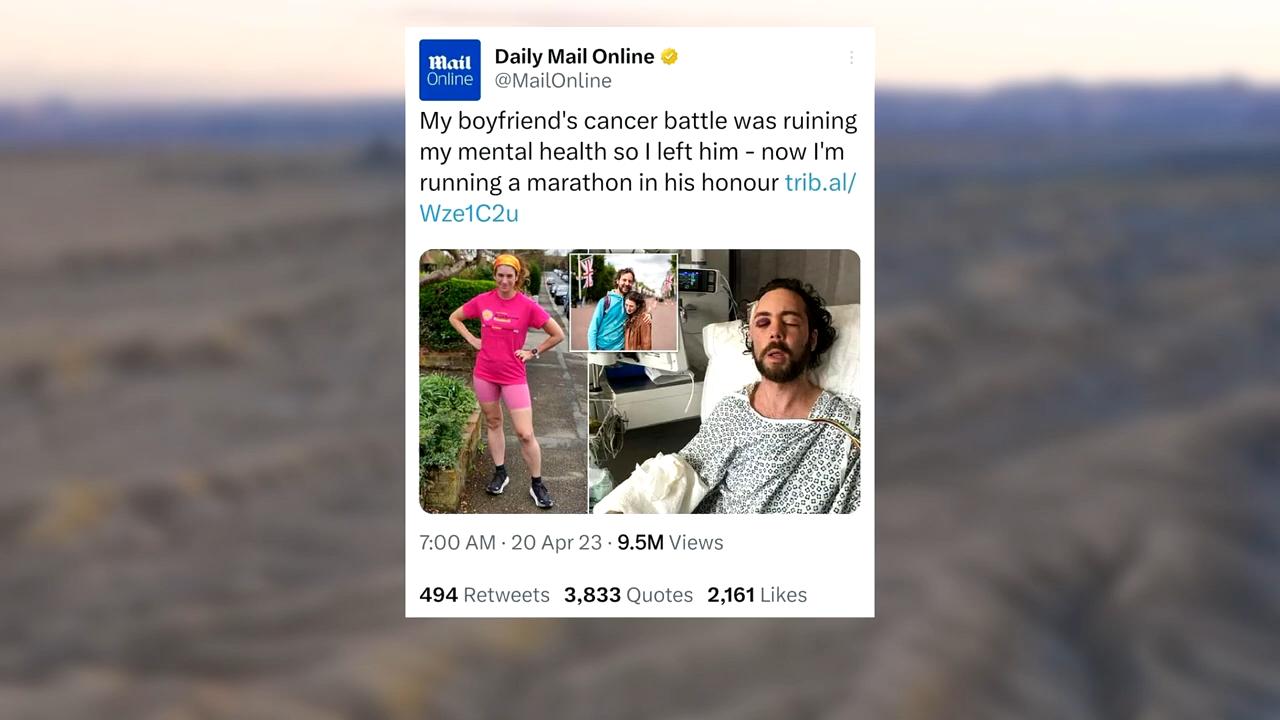 Mail
Online
Daily Mail Online
@MailOnline
My boyfriend's cancer battle was ruining
my mental health so I left him - now I'm
running a marathon in his honour trib.al/
Wze1C2u
7:00 AM · 20 Apr 23 · 9.5M Views
494 Retweets 3,833 Quotes 2,161 Likes